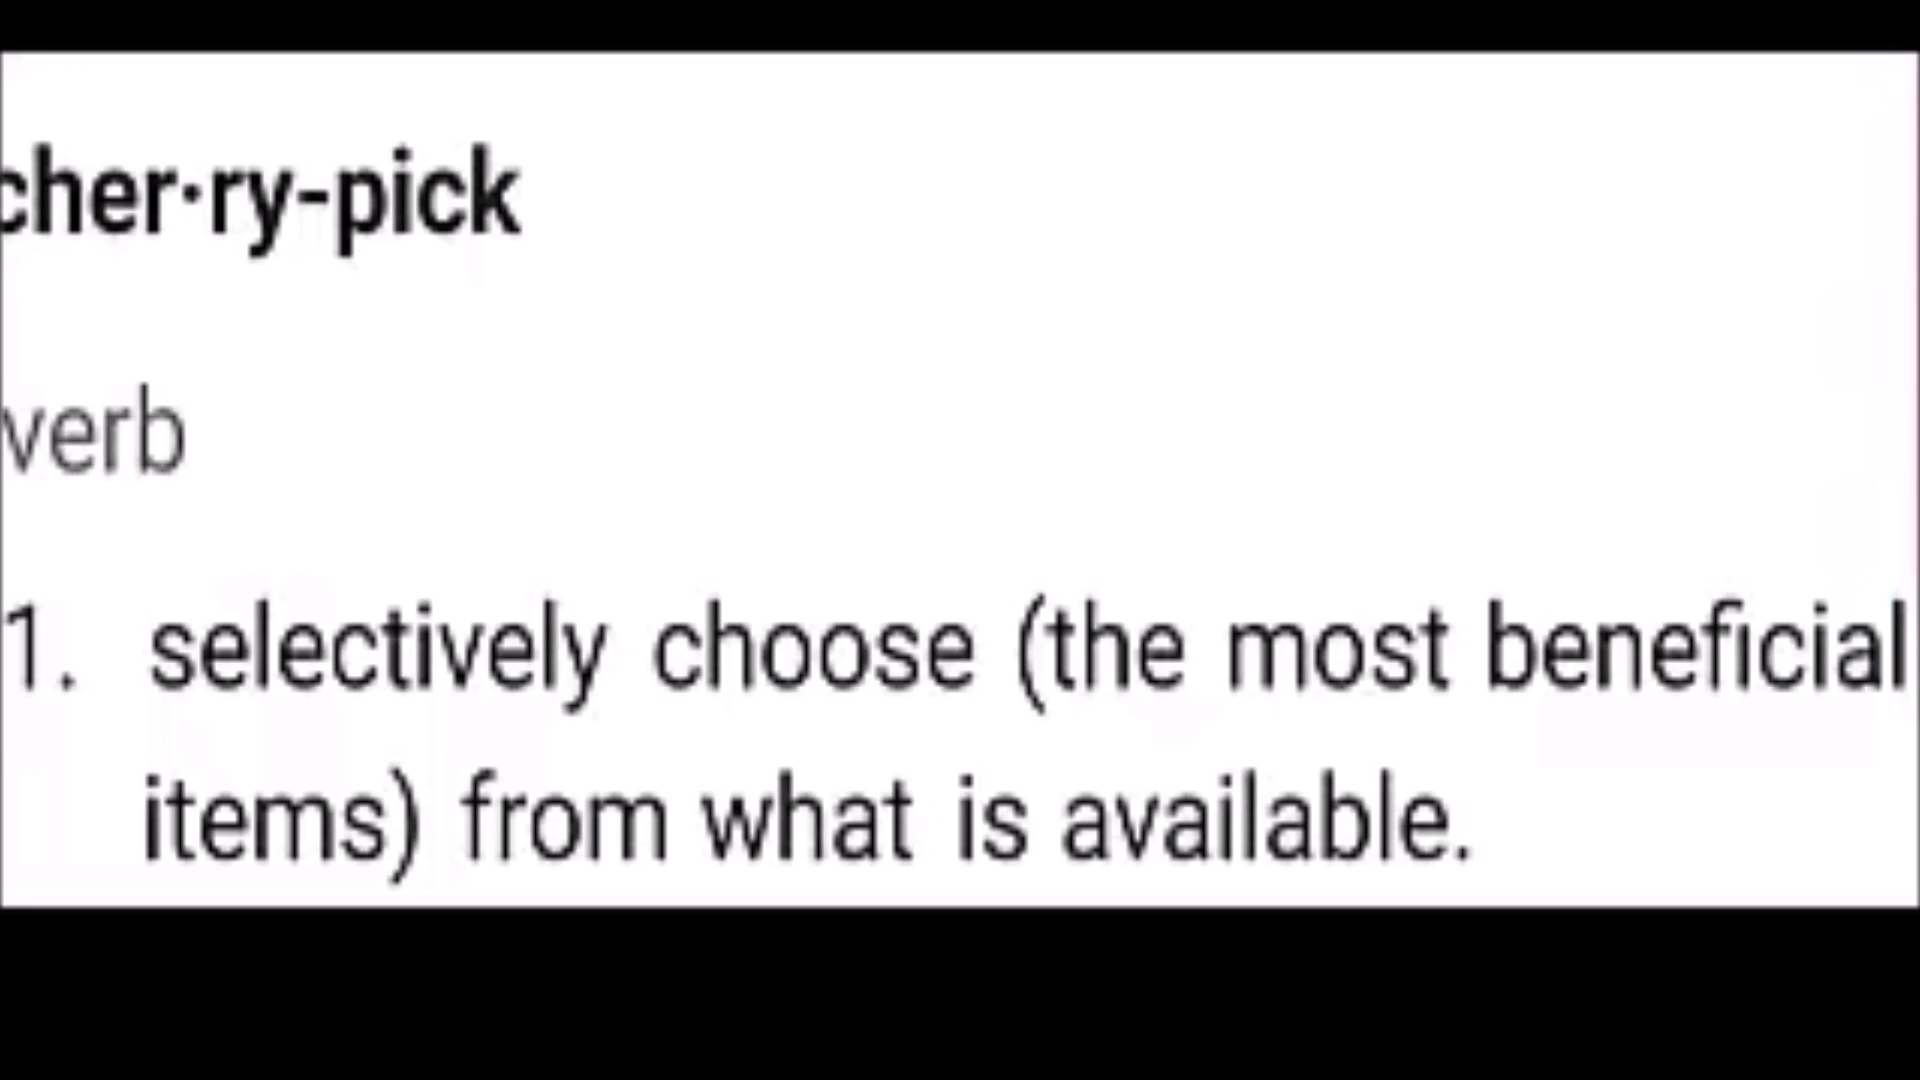 cher·ry-pick
verb
1. selectively choose (the most beneficial
items) from what is available.